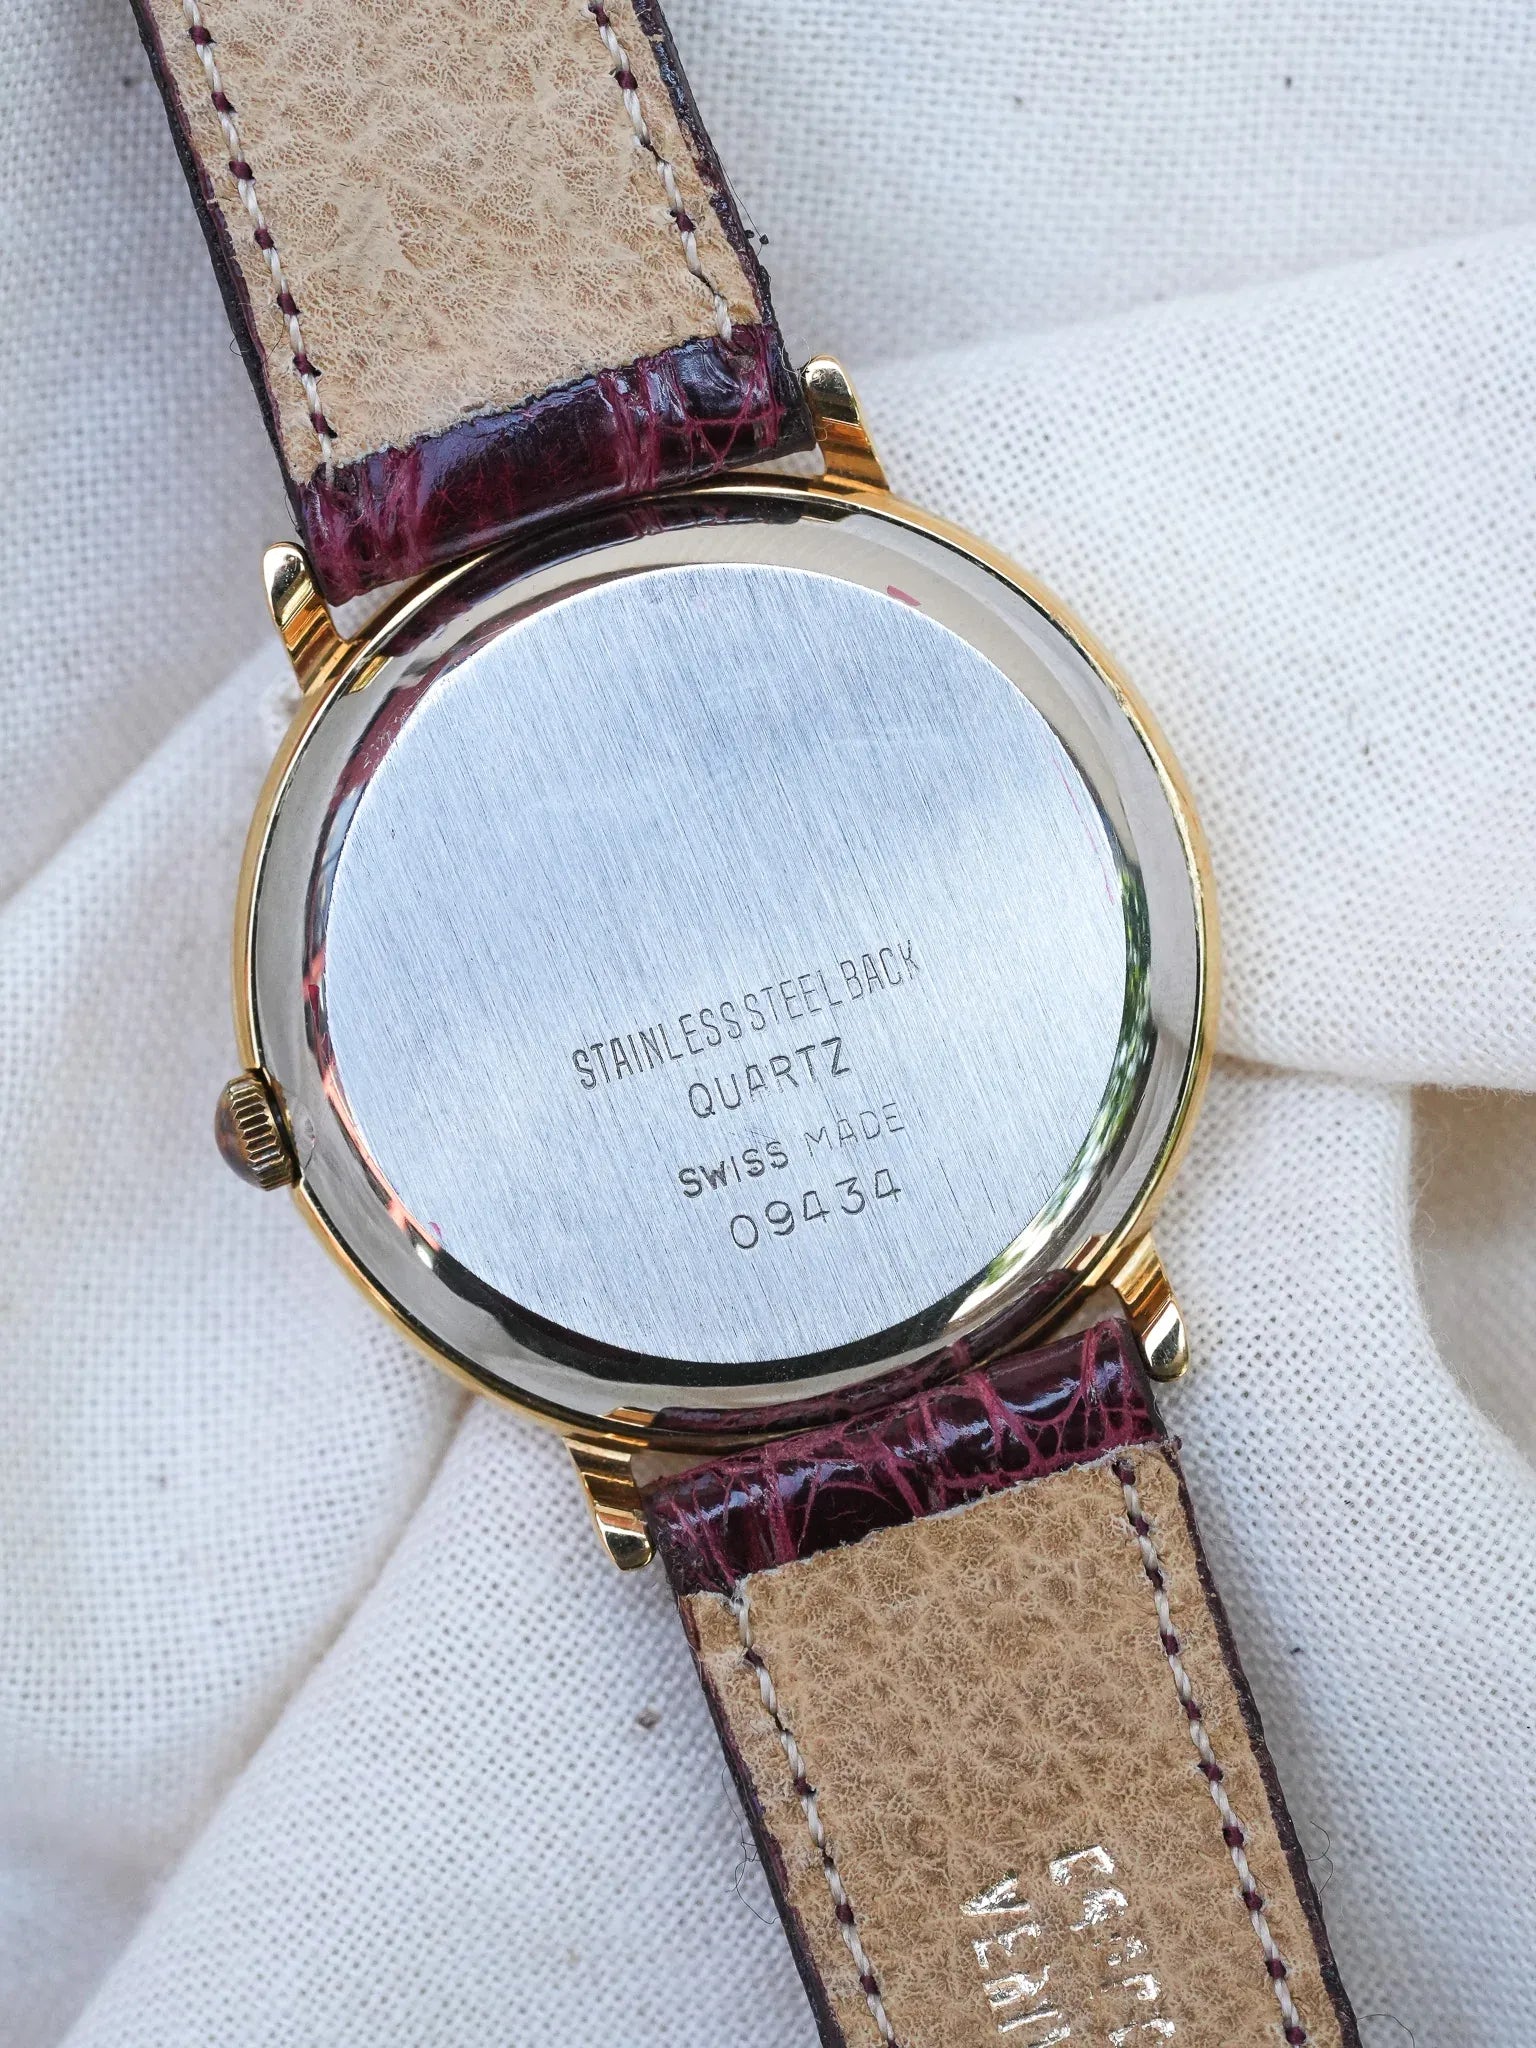 STAINLESS STEEL BACK
QUARTZ
SWISS MADE
09434